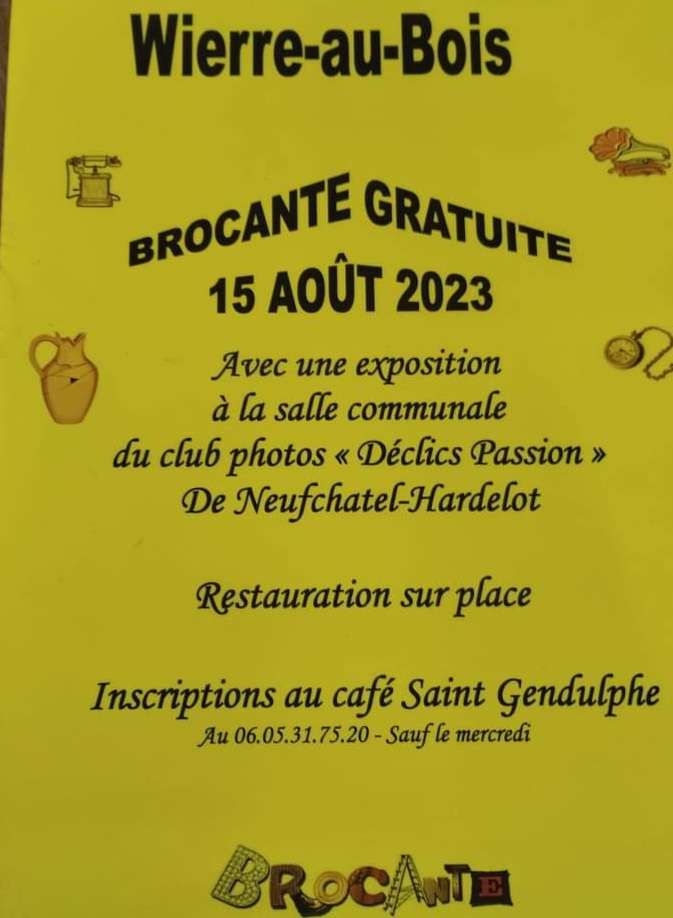 Wierre-au-Bois
BROCANTE GRATUITE
15 AOÛT 2023
Avec une exposition
à la salle communale
du club photos « Déclics Passion »
De Neufchatel-Hardelot
Restauration sur place
Inscriptions au café Saint Gendulphe
Au 06.05.31.75.20 - Sauf le mercredi
BROCANTE